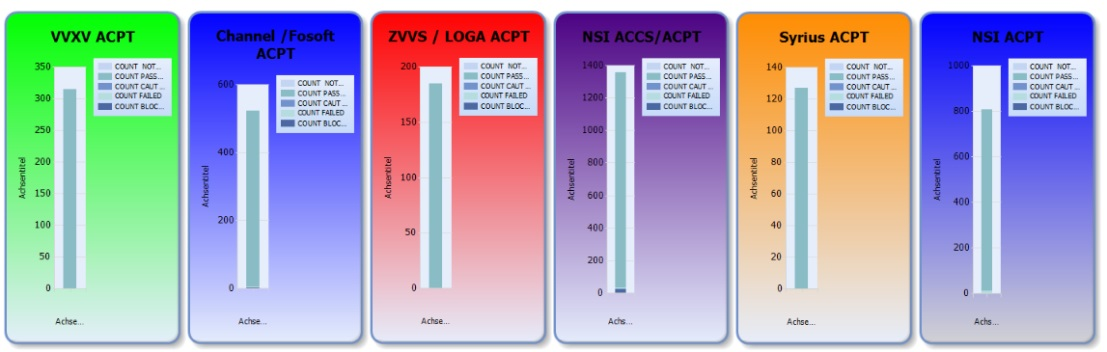 VVXV ACPT
350
300
250
200
150
100
50
0
Achsentitel
Achse...
COUNT NOT...
COUNT PASS...
COUNT CAUT ...
COUNT FAILED
COUNT BLOC...
Channel /Fosoft
ACPT
600
400
200
0
Achsentitel
Achse...
COUNT NOT...
COUNT PASS...
COUNT CAUT ...
COUNT FAILED
COUNT BLOC...
ZVVS / LOGA ACPT
200
150
100
50
0
Achsentitel
Achse...
COUNT NOT...
COUNT PASS...
COUNT CAUT ...
COUNT FAILED
COUNT BLOC...
NSI ACCS/ACPT
1400
1200
1000
800
600
400
200
0
Achsentitel
Achs...
COUNT NOT...
COUNT PASS...
COUNT CAUT ...
COUNT FAILED
COUNT BLOC...
Syrius ACPT
140
120
100
80
60
40
20
0
Achsentitel
Achse...
COUNT NOT...
COUNT PASS...
COUNT CAUT ...
COUNT FAILED
COUNT BLOC...
NSI ACPT
1000
800
600
400
200
0
Achsentitel
Achs...
COUNT NOT...
COUNT PASS...
COUNT CAUT ...
COUNT FAILED
COUNT BLOC...